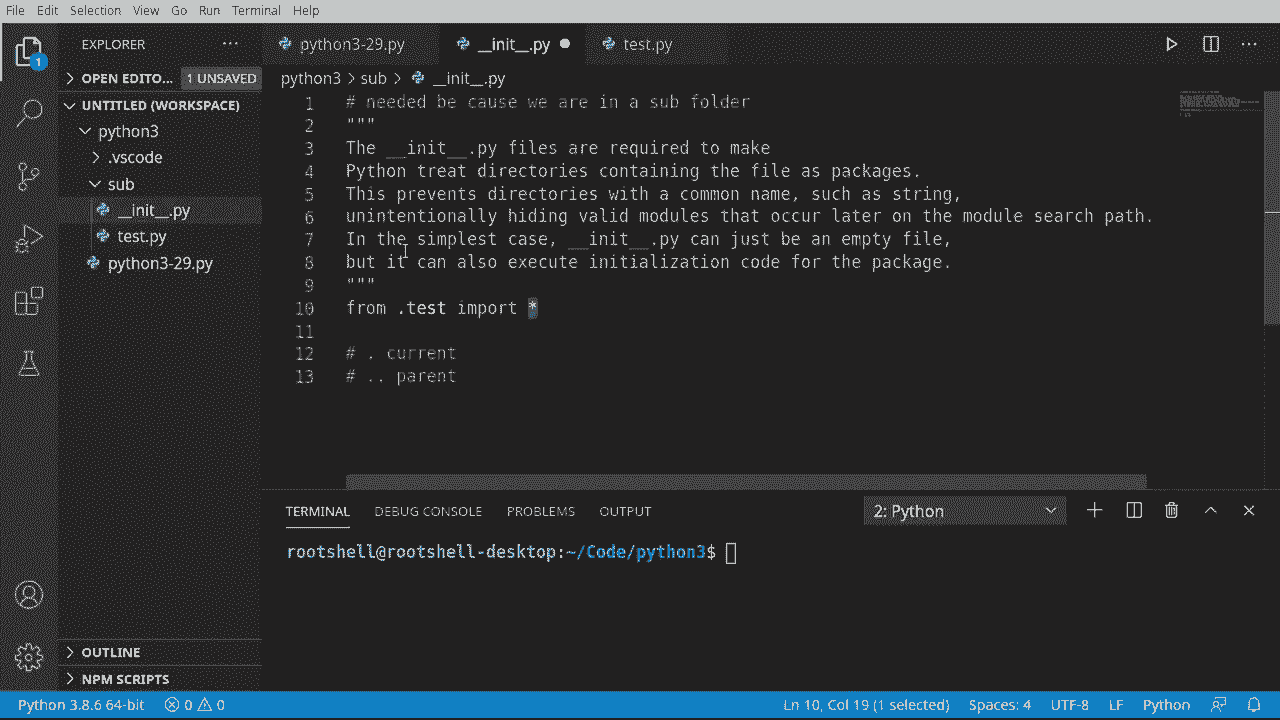 File Edit Selection View Go Run Terminal Help
EXPLORER
python3-29.py
__init__.py
test.py
OPEN EDITO... 1 UNSAVED
python3 > sub > __init__.py
UNTITLED (WORKSPACE)
python3
.vscode
sub
__init__.py
test.py
python3-29.py
1
1 # needed be cause we are in a sub folder
2 """
3 The __init__.py files are required to make
4 Python treat directories containing the file as packages.
5 This prevents directories with a common name, such as string,
6 unintentionally hiding valid modules that occur later on the module search path.
7 In the simplest case, __init__.py can just be an empty file,
8 but it can also execute initialization code for the package.
9 """
10 from .test import *
11
12 # . current
13 # .. parent
TERMINAL DEBUG CONSOLE PROBLEMS OUTPUT 2: Python
rootshell@rootshell-desktop:~/Code/python3$
OUTLINE
NPM SCRIPTS
Python 3.8.6 64-bit 0 0 Ln 10, Col 19 (1 selected) Spaces: 4 UTF-8 LF Python